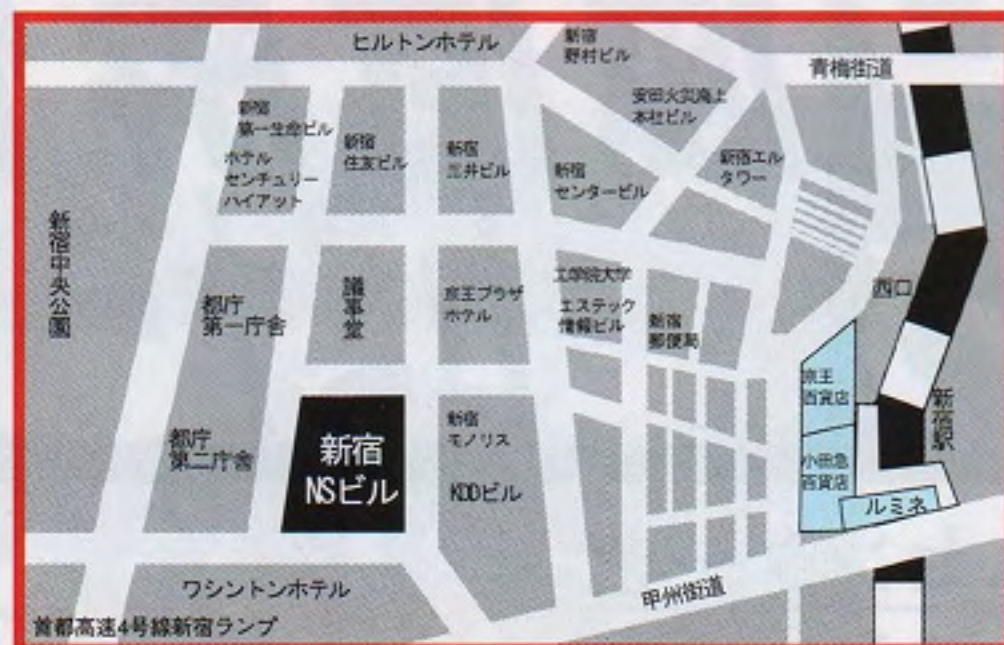 ヒルトンホテル
新宿
野村ビル
青梅街道
安田火災海上
本社ビル
新宿
第一生命ビル
ホテル
センチュリー
ハイアット
新宿
住友ビル
新宿
三井ビル
新宿
センタービル
新宿エル
タワー
新宿中央公園
都庁
第一庁舎
議事堂
京王プラザ
ホテル
工学院大学
エステック
情報ビル
新宿
郵便局
西口
京王
百貨店
新宿駅
都庁
第二庁舎
新宿
NSビル
新宿
モノリス
KDDビル
小田急
百貨店
ルミネ
ワシントンホテル
甲州街道
首都高速4号線新宿ランプ